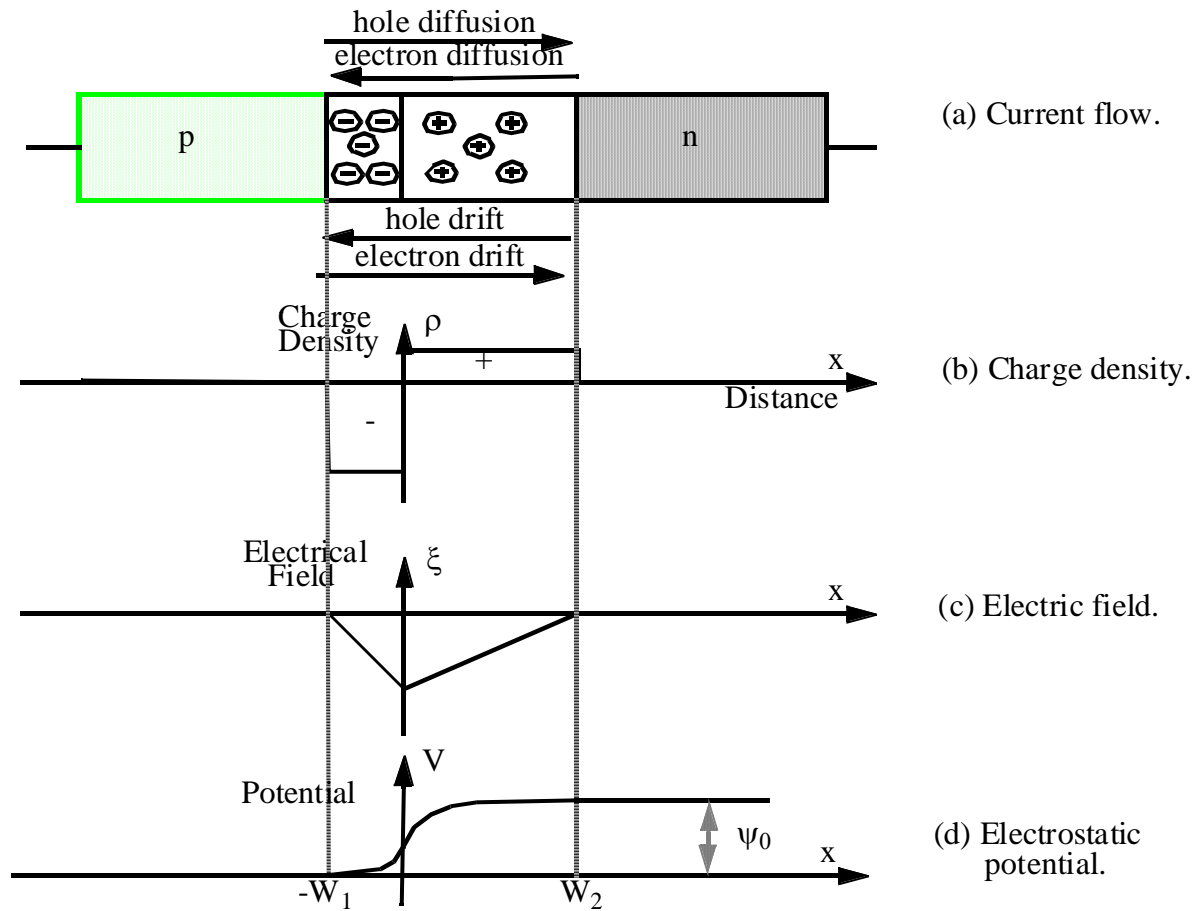 hole diffusion
electron diffusion
p
n
(a) Current flow.
hole drift
electron drift
Charge
Density
ρ
+
-
x
Distance
(b) Charge density.
Electrical
Field
ξ
x
(c) Electric field.
V
Potential
ψ0
x
(d) Electrostatic
potential.
-W1
W2